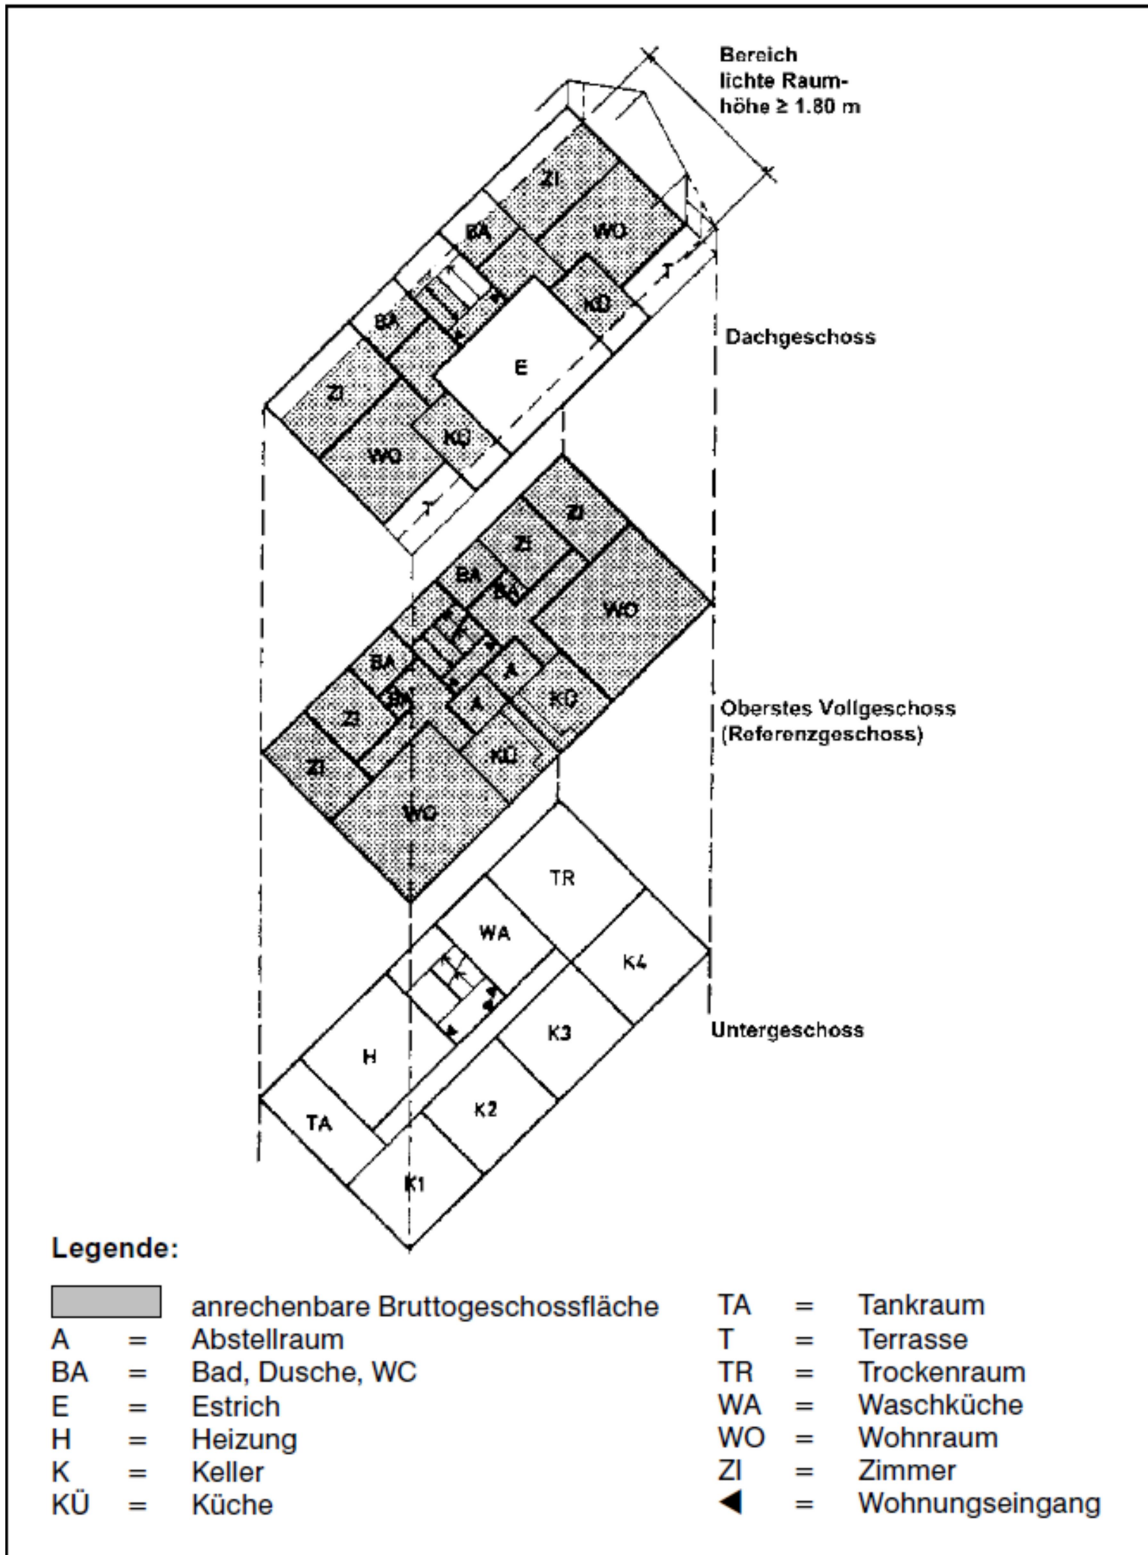 Bereich
lichte Raum-
höhe ≥ 1.80 m
ZI
BA
WO
T
KÜ
BA
Dachgeschoss
E
ZI
KÜ
WO
T
ZI
ZI
BA
BA
WO
BA
A
BA
A
KÜ
ZI
Oberstes Vollgeschoss
(Referenzgeschoss)
KÜ
ZI
WO
TR
WA
K4
Untergeschoss
K3
H
K2
TA
K1
Legende:
anrechenbare Bruttogeschossfläche
A = Abstellraum
BA = Bad, Dusche, WC
E = Estrich
H = Heizung
K = Keller
KÜ = Küche
TA = Tankraum
T = Terrasse
TR = Trockenraum
WA = Waschküche
WO = Wohnraum
ZI = Zimmer
◀ = Wohnungseingang